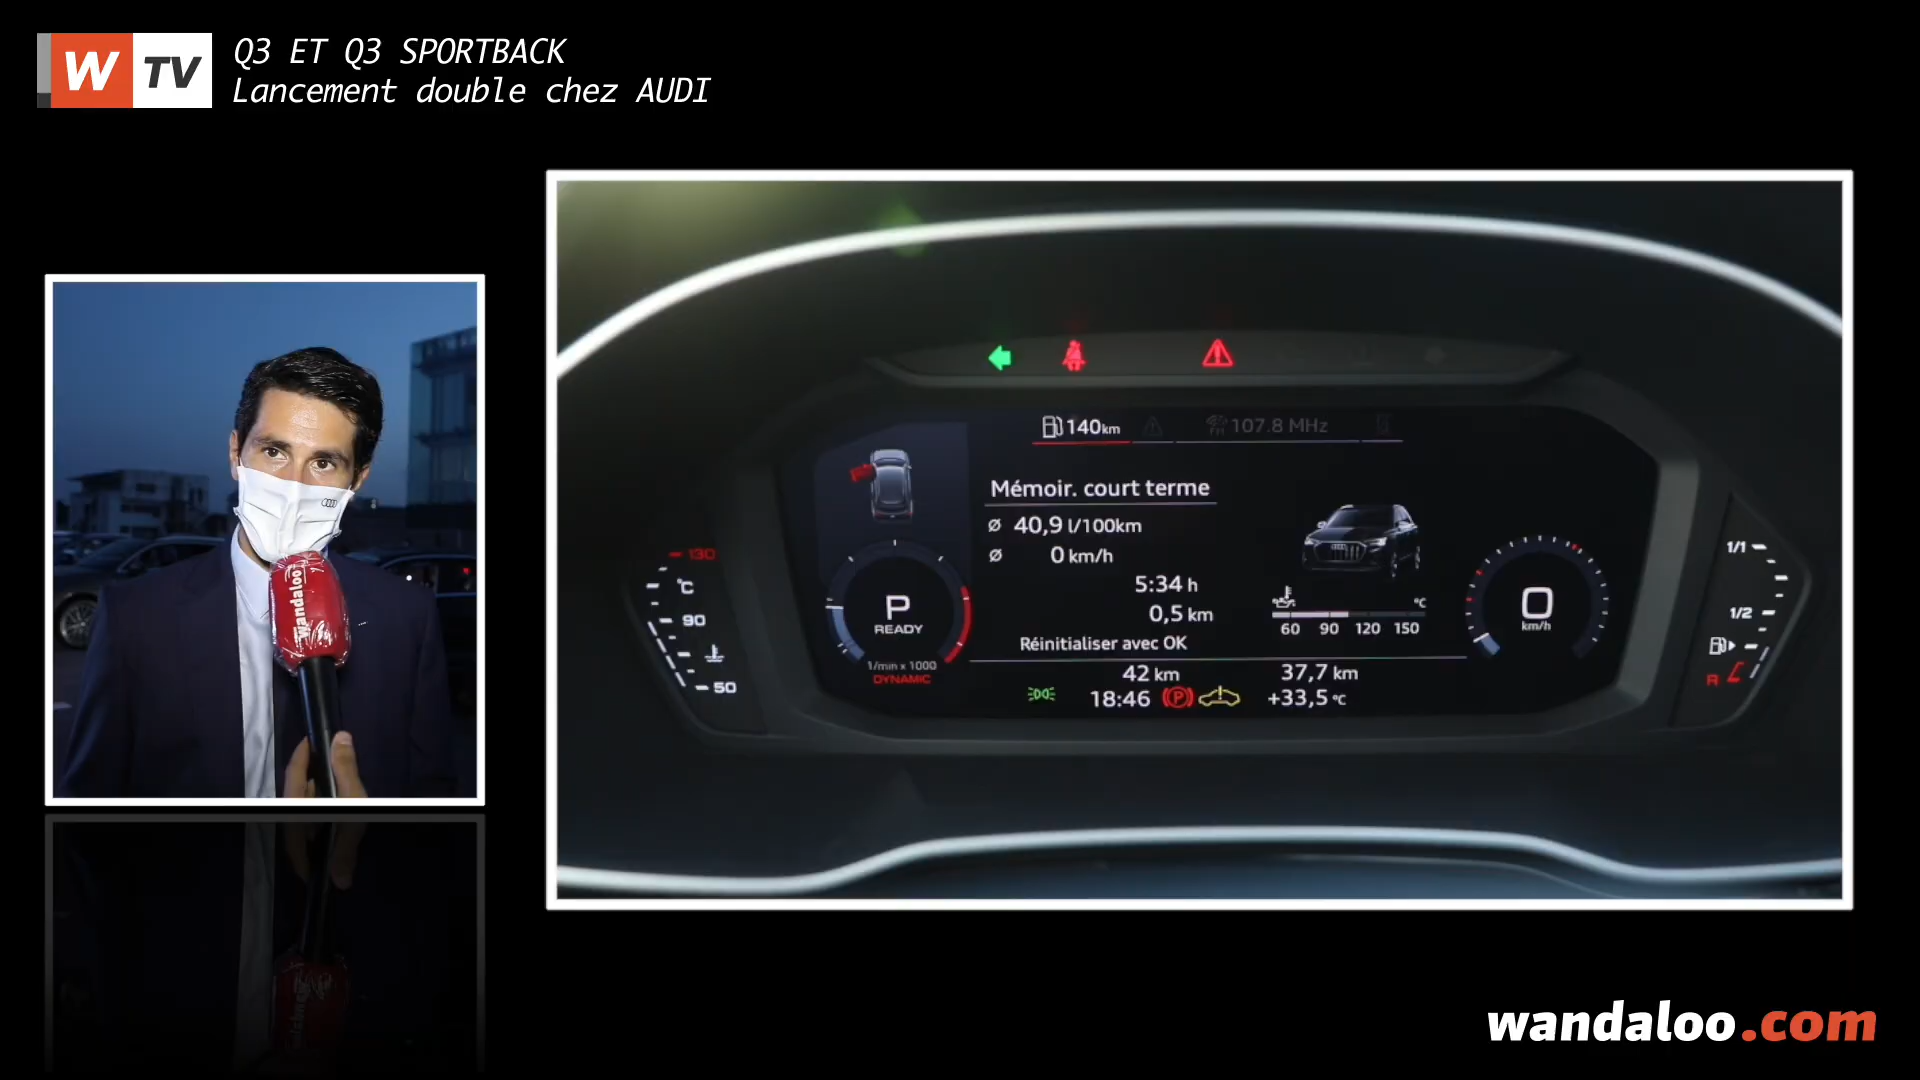 W TV
Q3 ET Q3 SPORTBACK
Lancement double chez AUDI
Wandaloo
140km
FM 107.8 MHz
Mémoir. court terme
ø 40,9 l/100km
ø 0 km/h
5:34 h
0,5 km
Réinitialiser avec OK
42 km 37,7 km
18:46 P +33,5 °C
130
°C
90
50
P
READY
1/min x 1000
DYNAMIC
°C
60 90 120 150
0
km/h
1/1
1/2
R
wandaloo.com